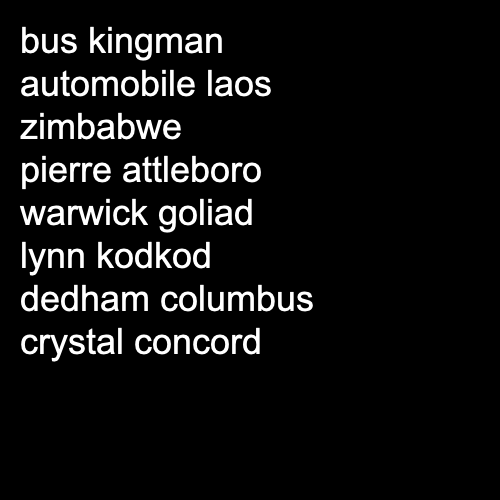 bus kingman
automobile laos
zimbabwe
pierre attleboro
warwick goliad
lynn kodkod
dedham columbus
crystal concord